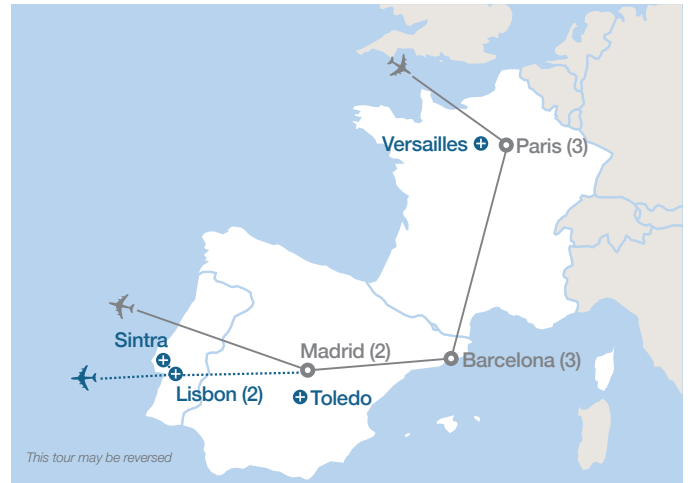 Versailles
Paris (3)
Sintra
Madrid (2)
Barcelona (3)
Lisbon (2)
Toledo
This tour may be reversed